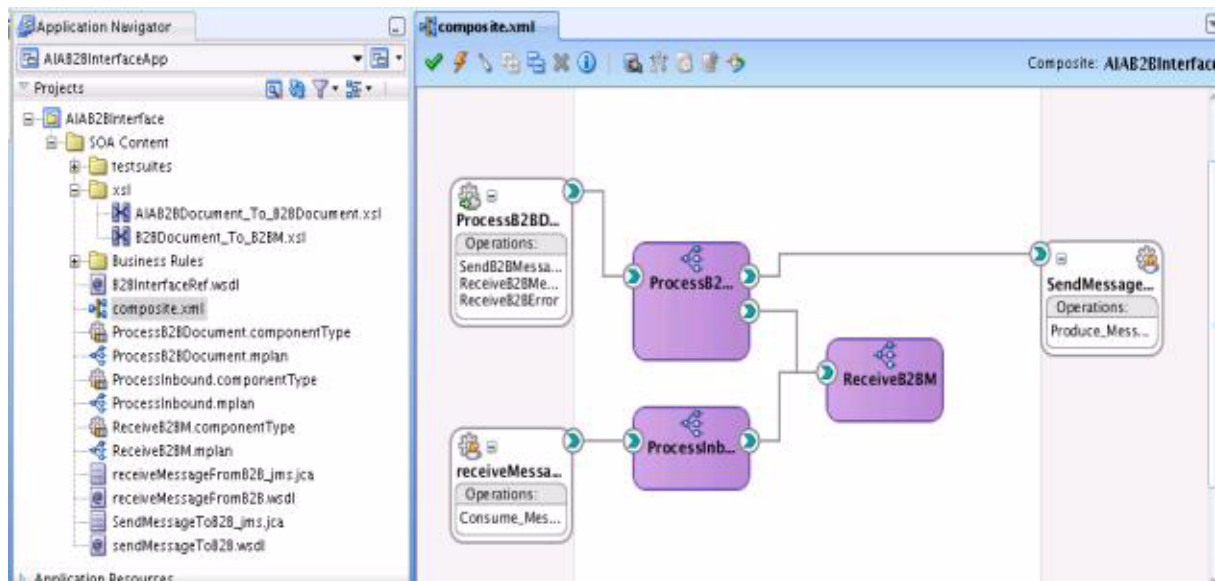 Application Navigator
AIAB2BInterfaceApp
Projects
AIAB2BInterface
SOA Content
testsuites
xsl
AIAB2BDocument_To_B2BDocument.xsl
B2BDocument_To_B2BM.xsl
Business Rules
B2BInterfaceRef.wsdl
composite.xml
ProcessB2BDocument.componentType
ProcessB2BDocument.mplan
ProcessInbound.componentType
ProcessInbound.mplan
ReceiveB2BM.componentType
ReceiveB2BM.mplan
receiveMessageFromB2B_jms.jca
receiveMessageFromB2B.wsdl
SendMessageToB2B_jms.jca
sendMessageToB2B.wsdl
Application Resources
composite.xml
Composite: AIAB2BInterface
ProcessB2BD...
Operations:
SendB2BMessa...
ReceiveB2BMe...
ReceiveB2BError
ProcessB2...
SendMessage...
Operations:
Produce_Mess...
ReceiveB2BM
receiveMessa...
Operations:
Consume_Mes...
ProcessInb...